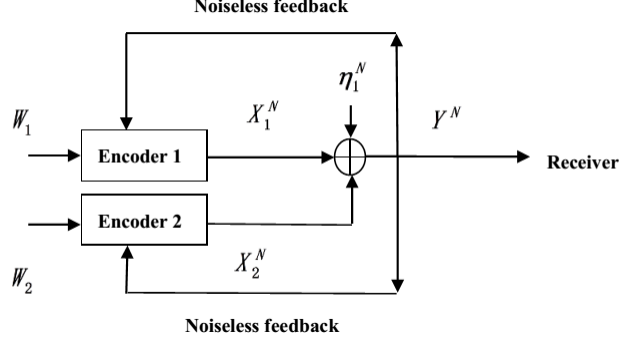 Noiseless feedback
η₁ᴺ
X₁ᴺ
Yᴺ
W₁
Encoder 1
Receiver
Encoder 2
X₂ᴺ
W₂
Noiseless feedback